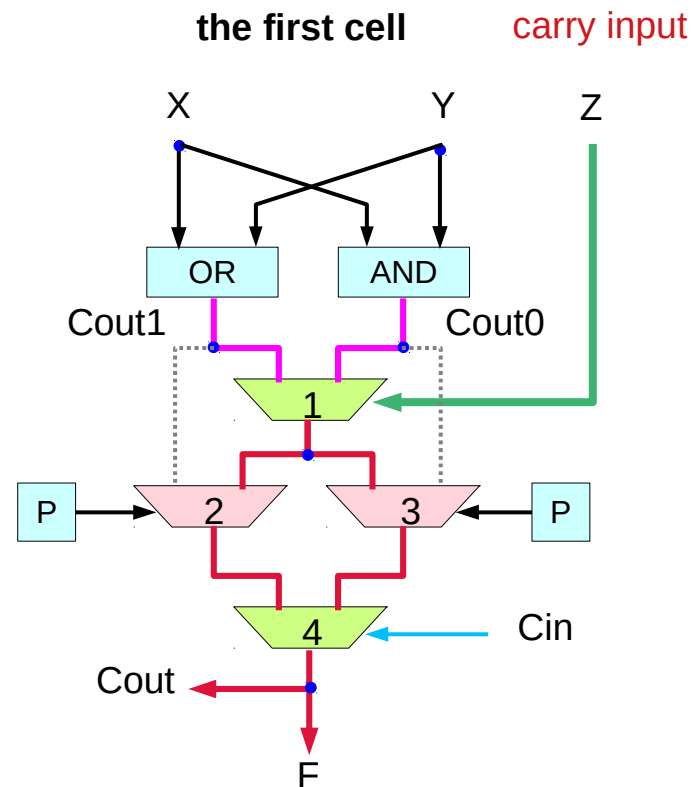 the first cell
carry input
X
Y
Z
OR
AND
Cout1
Cout0
1
P
2
3
P
4
Cin
Cout
F